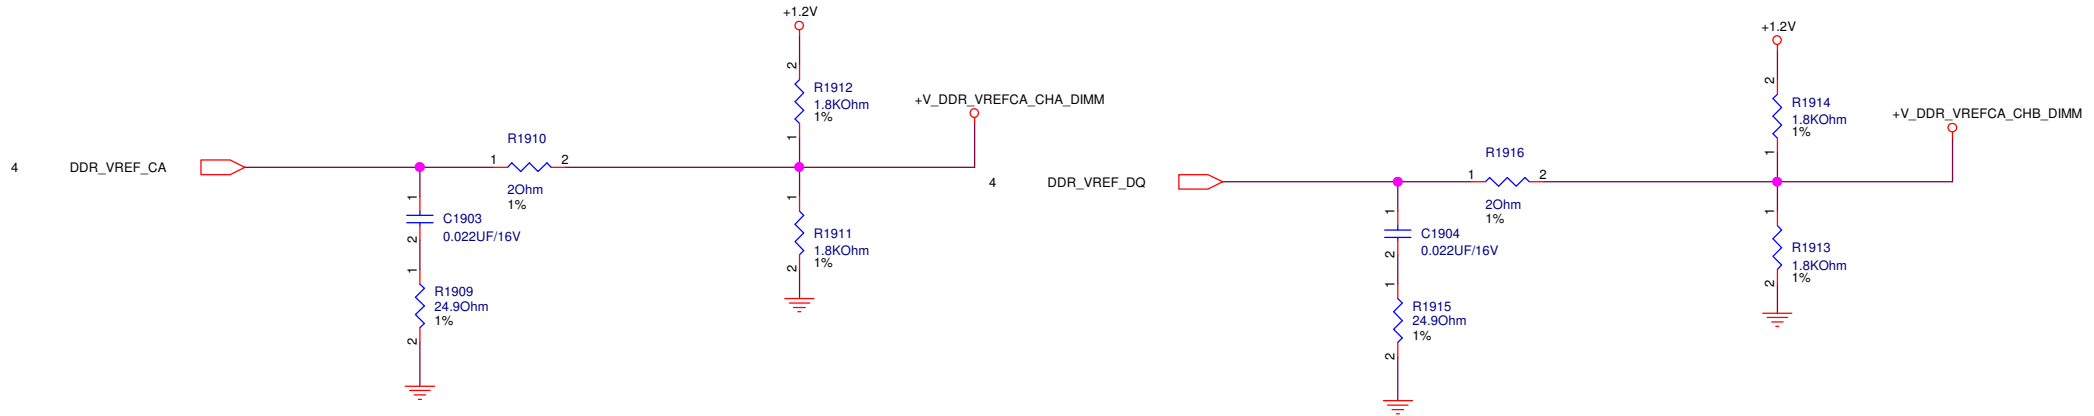 +1.2V
2
R1912
1.8KOhm
1%
1
+V_DDR_VREFCA_CHA_DIMM
4
DDR_VREF_CA
1
R1910
2
2Ohm
1%
1
C1903
0.022UF/16V
2
1
R1909
24.9Ohm
1%
2
1
R1911
1.8KOhm
1%
2
+1.2V
2
R1914
1.8KOhm
1%
1
+V_DDR_VREFCA_CHB_DIMM
4
DDR_VREF_DQ
1
R1916
2
2Ohm
1%
1
C1904
0.022UF/16V
2
1
R1915
24.9Ohm
1%
2
1
R1913
1.8KOhm
1%
2